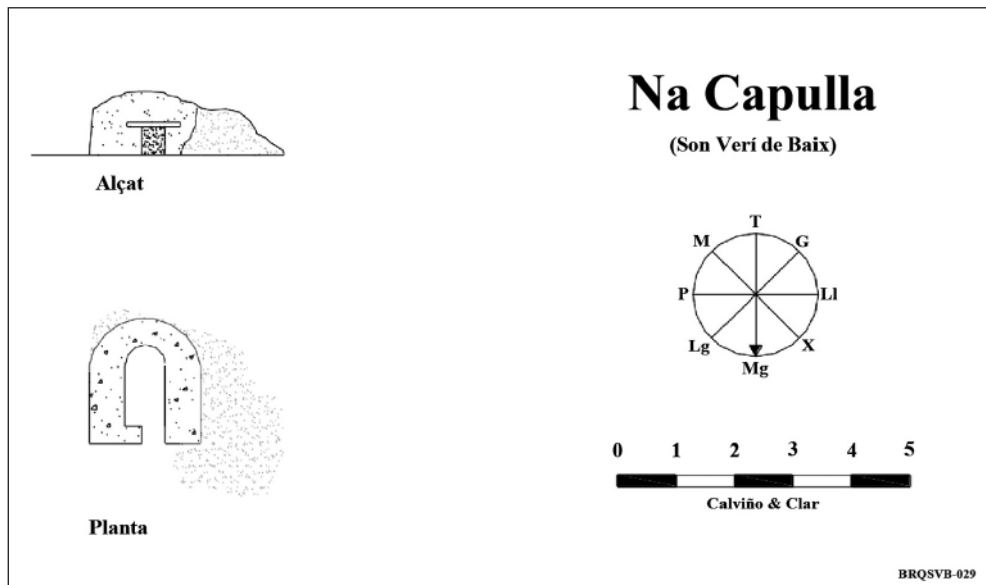 Na Capulla
(Son Verí de Baix)
Alçat
T
M
G
P
Ll
Lg
X
Mg
0 1 2 3 4 5
Calviño & Clar
Planta
BRQSVB-029